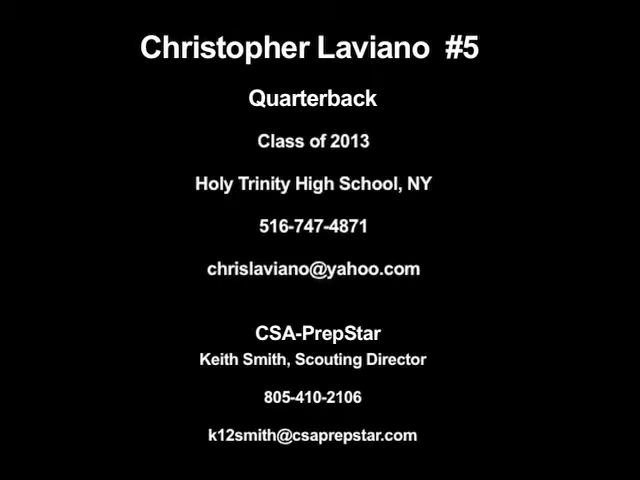 Christopher Laviano #5
Quarterback
Class of 2013
Holy Trinity High School, NY
516-747-4871
chrislaviano@yahoo.com
CSA-PrepStar
Keith Smith, Scouting Director
805-410-2106
k12smith@csaprepstar.com